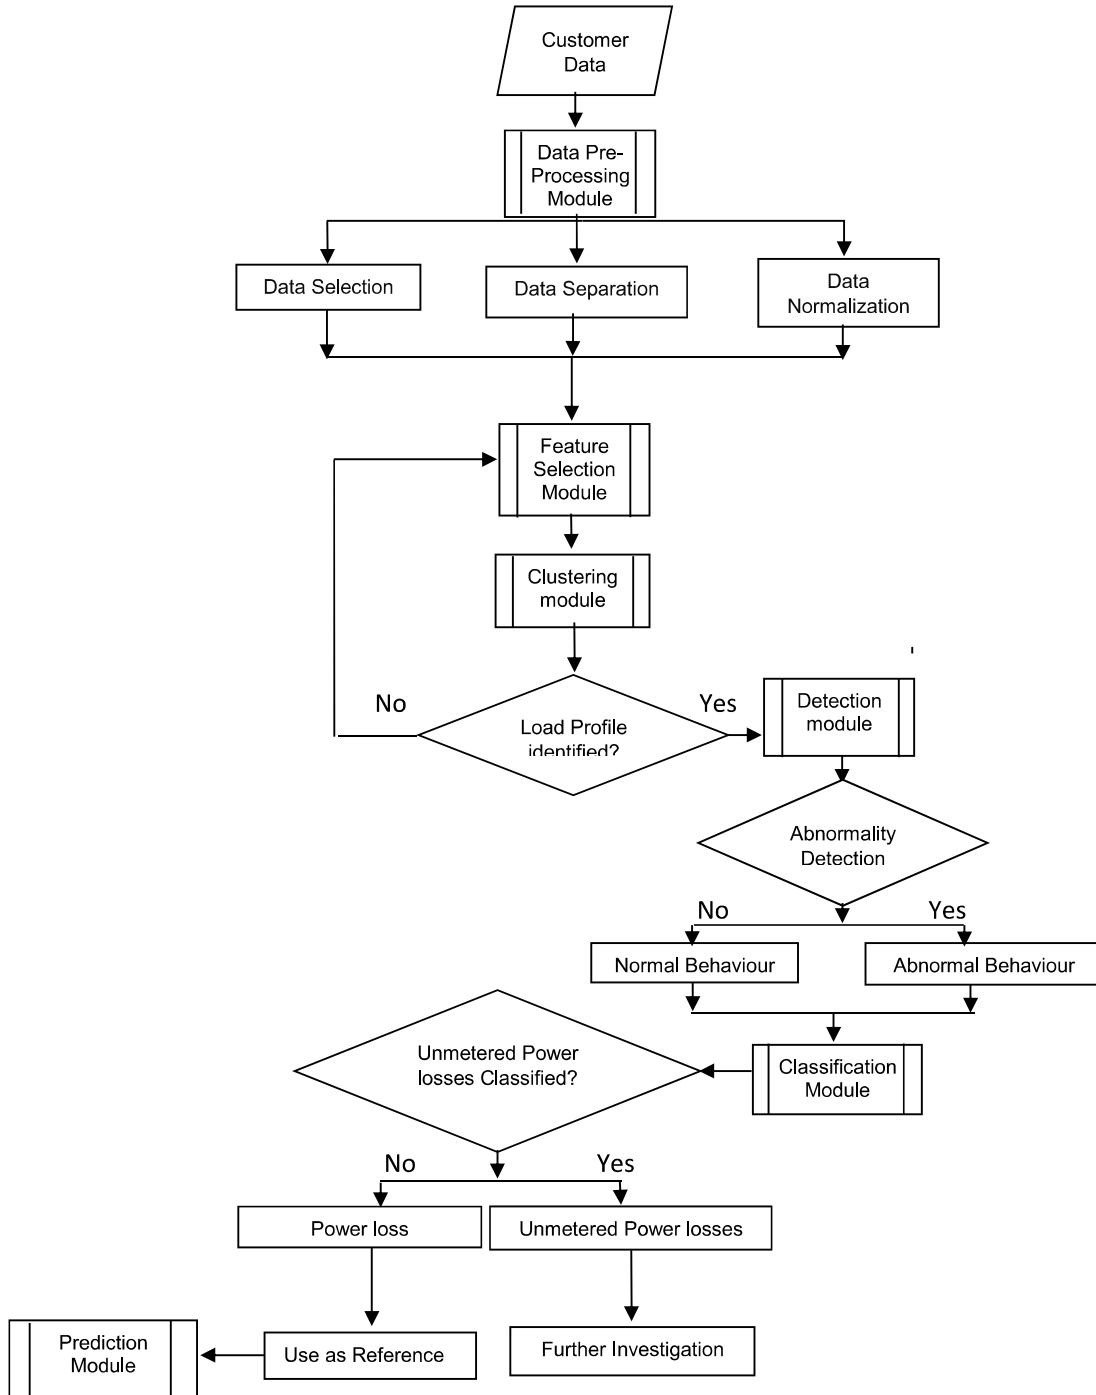 Customer
Data
Data Pre-
Processing
Module
Data Selection
Data Separation
Data
Normalization
Feature
Selection
Module
Clustering
module
No
Yes
Load Profile
identified?
Detection
module
Abnormality
Detection
No
Yes
Normal Behaviour
Abnormal Behaviour
Unmetered Power
losses Classified?
Classification
Module
No
Yes
Power loss
Unmetered Power losses
Prediction
Module
Use as Reference
Further Investigation